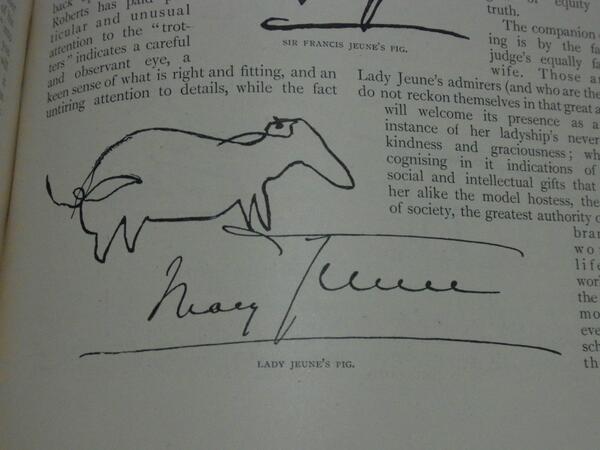 Roberts has paid
ticular and unusual
attention to the "trot-
ters" indicates a careful
and observant eye, a
keen sense of what is right and fitting, and an
untiring attention to details, while the fact
SIR FRANCIS JEUNE'S PIG.
Mary Jeune
LADY JEUNE'S PIG.
of equity
truth.
The companion
ing is by the
judge's equally
wife. Those
Lady Jeune's admirers (and who are the
do not reckon themselves in that great
will welcome its presence as a
instance of her ladyship's never
kindness and graciousness;
cognising in it indications of
social and intellectual gifts that
her alike the model hostess, the
of society, the greatest authority